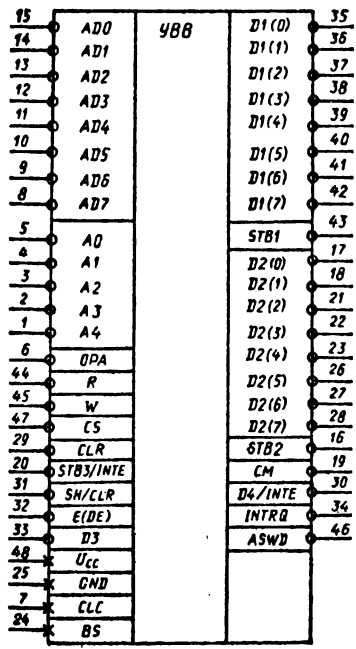 15 AD0 УВВ D1(0) 35
14 AD1 D1(1) 36
13 AD2 D1(2) 37
12 AD3 D1(3) 38
11 AD4 D1(4) 39
10 AD5 D1(5) 40
9 AD6 D1(6) 41
8 AD7 D1(7) 42
5 A0 STB1 43
4 A1 D2(0) 17
3 A2 D2(1) 18
2 A3 D2(2) 21
1 A4 D2(3) 22
6 OPA D2(4) 23
44 R D2(5) 26
45 W D2(6) 27
47 CS D2(7) 28
29 CLR STB2 16
20 STB3/INTE CM 19
31 SH/CLR D4/INTE 30
32 E(DE) INTRQ 34
33 D3 ASWD 46
48 Ucc
25 GND
7 CLC
24 BS